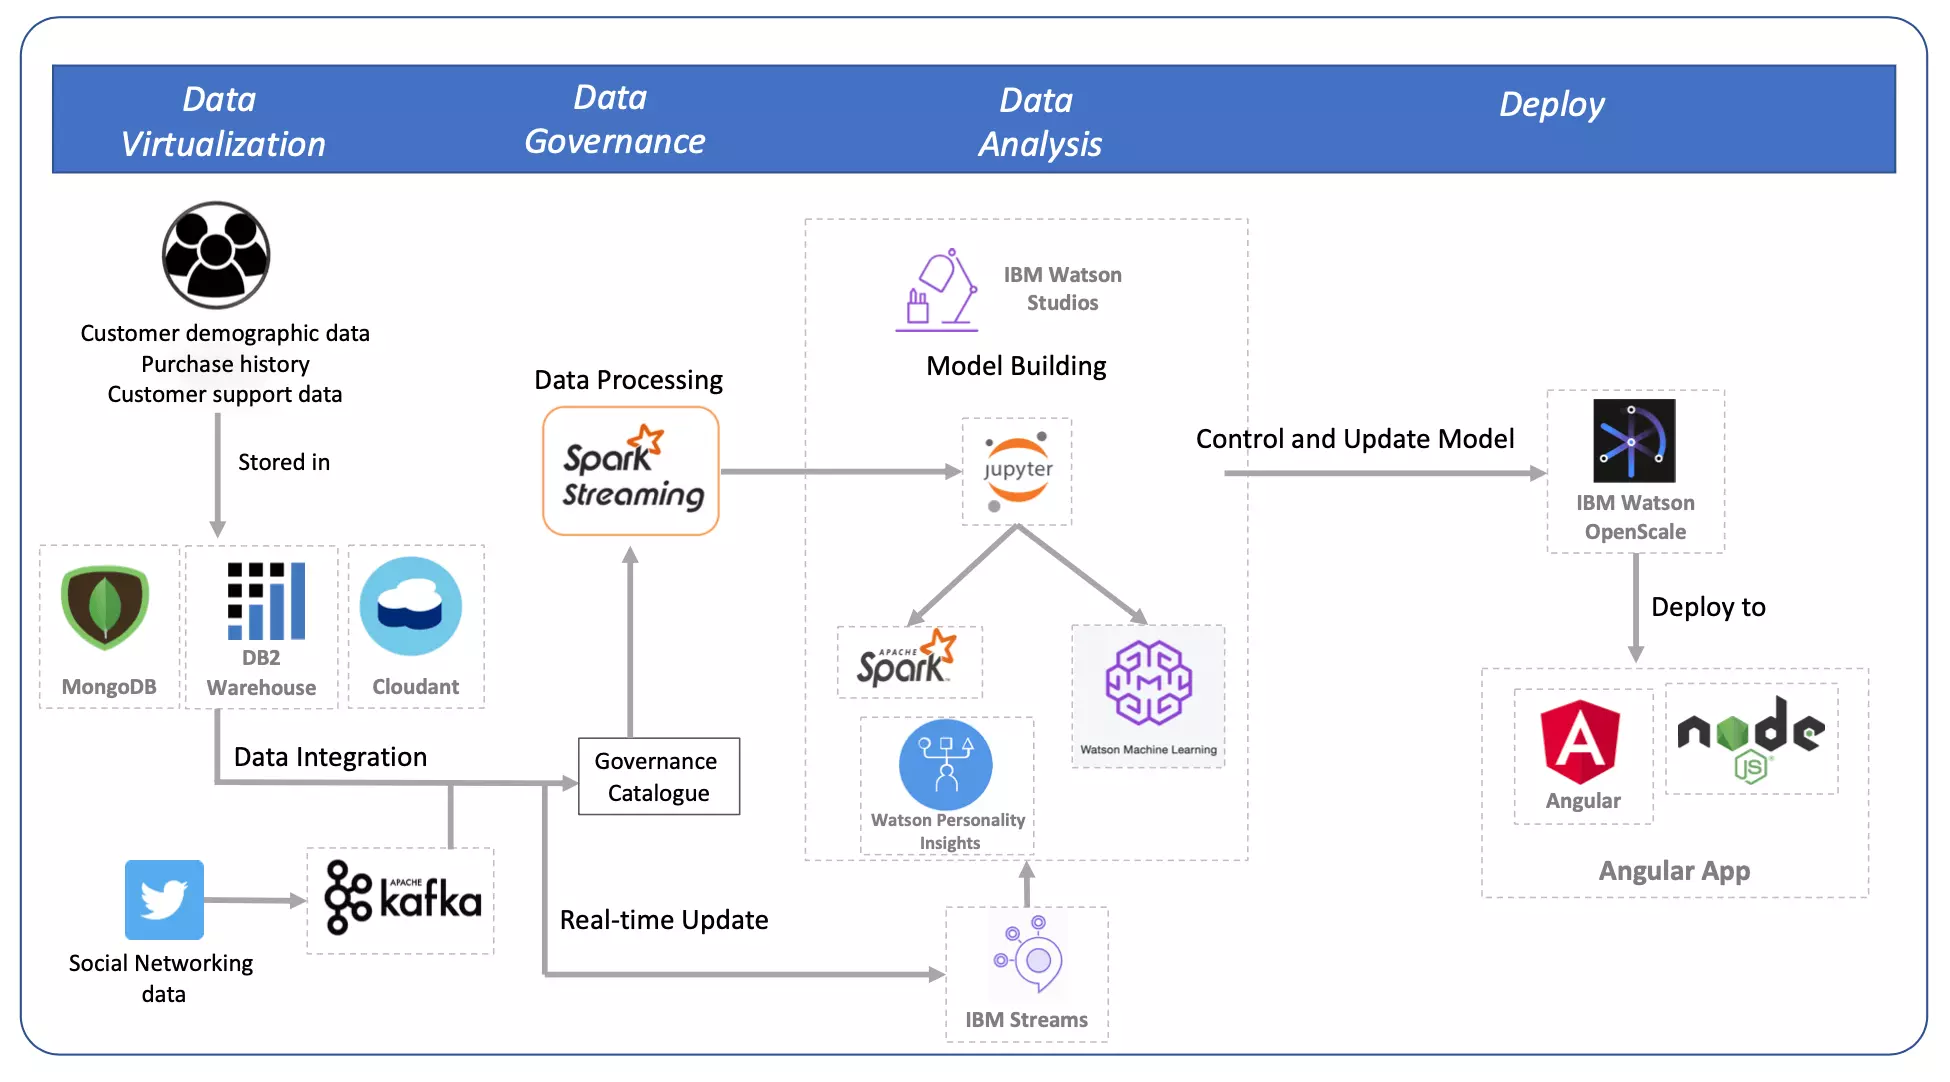 Data
Virtualization
Data
Governance
Data
Analysis
Deploy
Customer demographic data
Purchase history
Customer support data
Stored in
MongoDB
DB2
Warehouse
Cloudant
Data Integration
Social Networking
data
APACHE
kafka
Data Processing
Spark
Streaming
Governance
Catalogue
Real-time Update
IBM Watson
Studios
Model Building
jupyter
APACHE
Spark
TM
Watson Machine Learning
Watson Personality
Insights
IBM Streams
Control and Update Model
IBM Watson
OpenScale
Deploy to
Angular
node
JS
Angular App